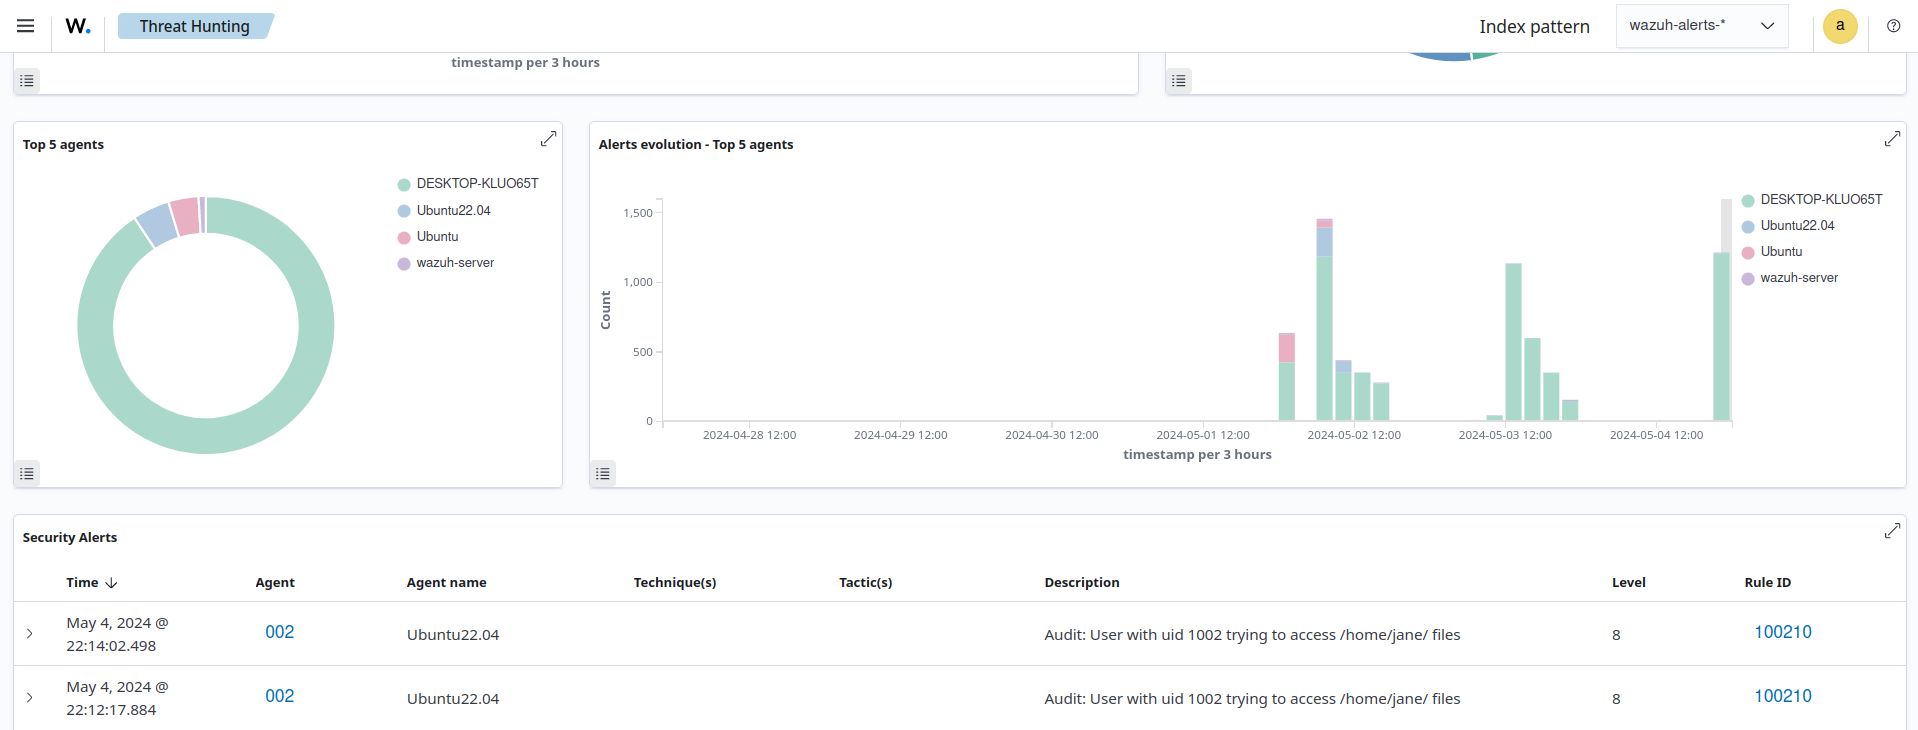 W. Threat Hunting Index pattern wazuh-alerts-* a
timestamp per 3 hours
Top 5 agents
DESKTOP-KLUO65T
Ubuntu22.04
Ubuntu
wazuh-server
Alerts evolution - Top 5 agents
Count
1,500
1,000
500
0
2024-04-28 12:00 2024-04-29 12:00 2024-04-30 12:00 2024-05-01 12:00 2024-05-02 12:00 2024-05-03 12:00 2024-05-04 12:00
timestamp per 3 hours
DESKTOP-KLUO65T
Ubuntu22.04
Ubuntu
wazuh-server
Security Alerts
Time Agent Agent name Technique(s) Tactic(s) Description Level Rule ID
May 4, 2024 @
22:14:02.498 002 Ubuntu22.04 Audit: User with uid 1002 trying to access /home/jane/ files 8 100210
May 4, 2024 @
22:12:17.884 002 Ubuntu22.04 Audit: User with uid 1002 trying to access /home/jane/ files 8 100210